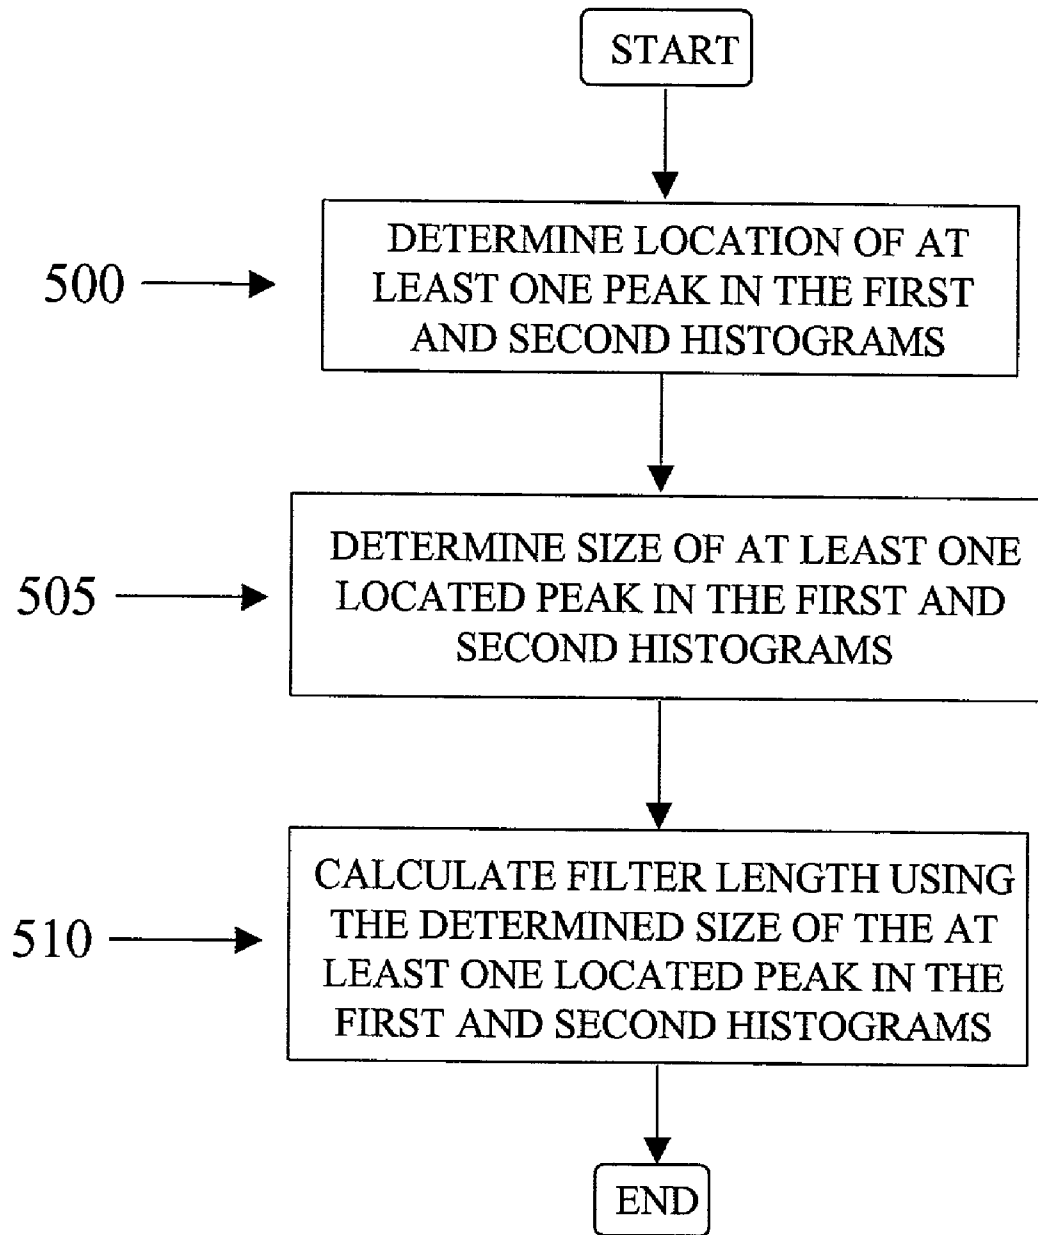 START
500
DETERMINE LOCATION OF AT
LEAST ONE PEAK IN THE FIRST
AND SECOND HISTOGRAMS
505
DETERMINE SIZE OF AT LEAST ONE
LOCATED PEAK IN THE FIRST AND
SECOND HISTOGRAMS
510
CALCULATE FILTER LENGTH USING
THE DETERMINED SIZE OF THE AT
LEAST ONE LOCATED PEAK IN THE
FIRST AND SECOND HISTOGRAMS
END